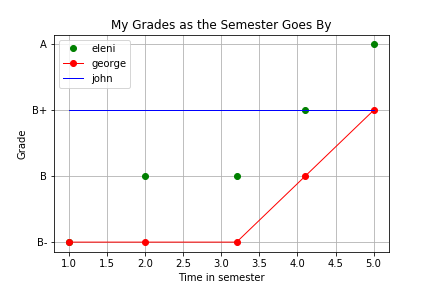 My Grades as the Semester Goes By
A
B+
B
B-
Grade
eleni
george
john
1.0 1.5 2.0 2.5 3.0 3.5 4.0 4.5 5.0
Time in semester